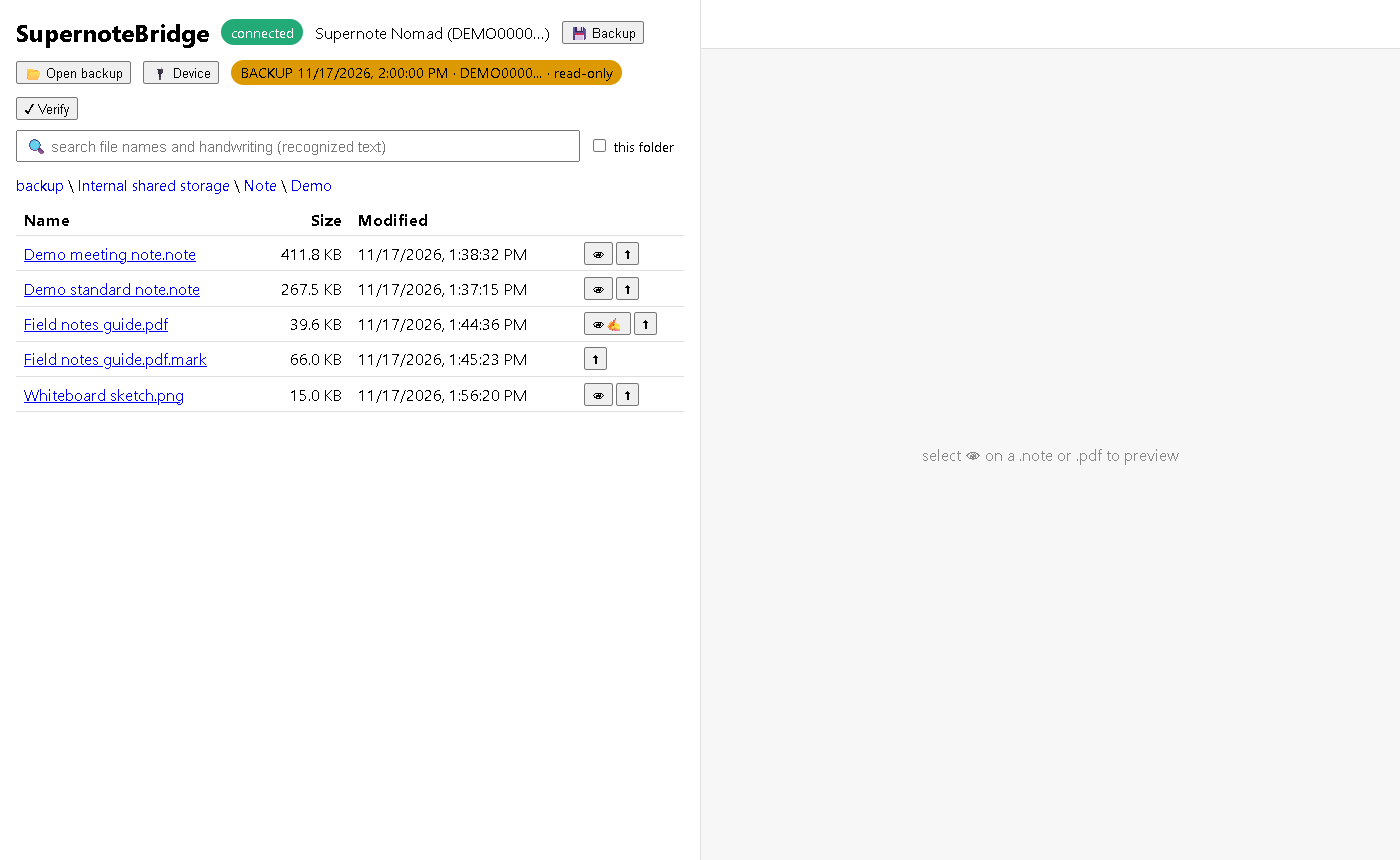 SupernoteBridge connected Supernote Nomad (DEMO0000...) 💾 Backup
📁 Open backup Device BACKUP 11/17/2026, 2:00:00 PM · DEMO0000... · read-only
✓ Verify
🔍 search file names and handwriting (recognized text) this folder
backup \ Internal shared storage \ Note \ Demo
Name Size Modified
Demo meeting note.note 411.8 KB 11/17/2026, 1:38:32 PM 👁 ⬆
Demo standard note.note 267.5 KB 11/17/2026, 1:37:15 PM 👁 ⬆
Field notes guide.pdf 39.6 KB 11/17/2026, 1:44:36 PM 👁✍ ⬆
Field notes guide.pdf.mark 66.0 KB 11/17/2026, 1:45:23 PM ⬆
Whiteboard sketch.png 15.0 KB 11/17/2026, 1:56:20 PM 👁 ⬆
select 👁 on a .note or .pdf to preview